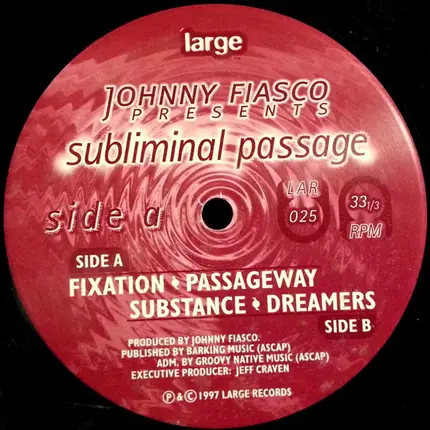 large
JOHNNY FIASCO
PRESENTS
subliminal passage
side a
LAR
025
33 1/3
RPM
SIDE A
FIXATION • PASSAGEWAY
SUBSTANCE • DREAMERS
SIDE B
PRODUCED BY JOHNNY FIASCO.
PUBLISHED BY BARKING MUSIC (ASCAP)
ADM. BY GROOVY NATIVE MUSIC (ASCAP)
EXECUTIVE PRODUCER: JEFF CRAVEN
℗ & © 1997 LARGE RECORDS